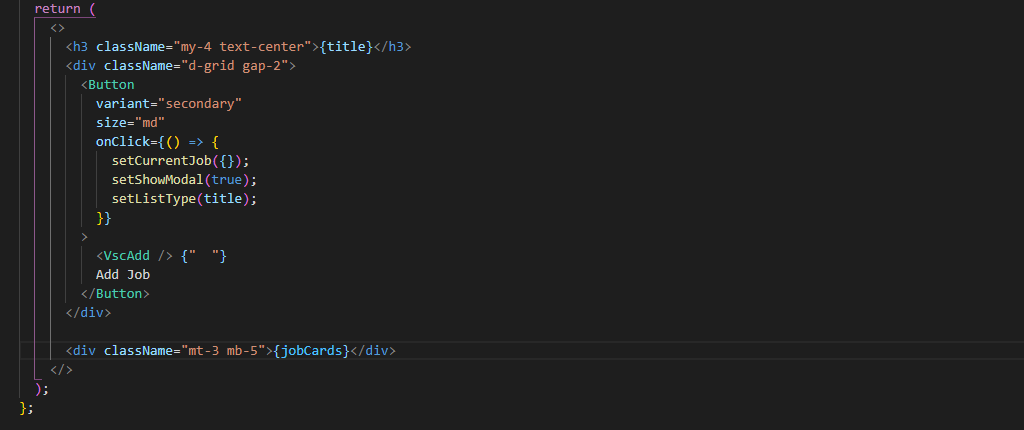 return (
<>
<h3 className="my-4 text-center">{title}</h3>
<div className="d-grid gap-2">
<Button
variant="secondary"
size="md"
onClick={() => {
setCurrentJob({});
setShowModal(true);
setListType(title);
}}
>
<VscAdd /> {"  "}
Add Job
</Button>
</div>
<div className="mt-3 mb-5">{jobCards}</div>
</>
);
};